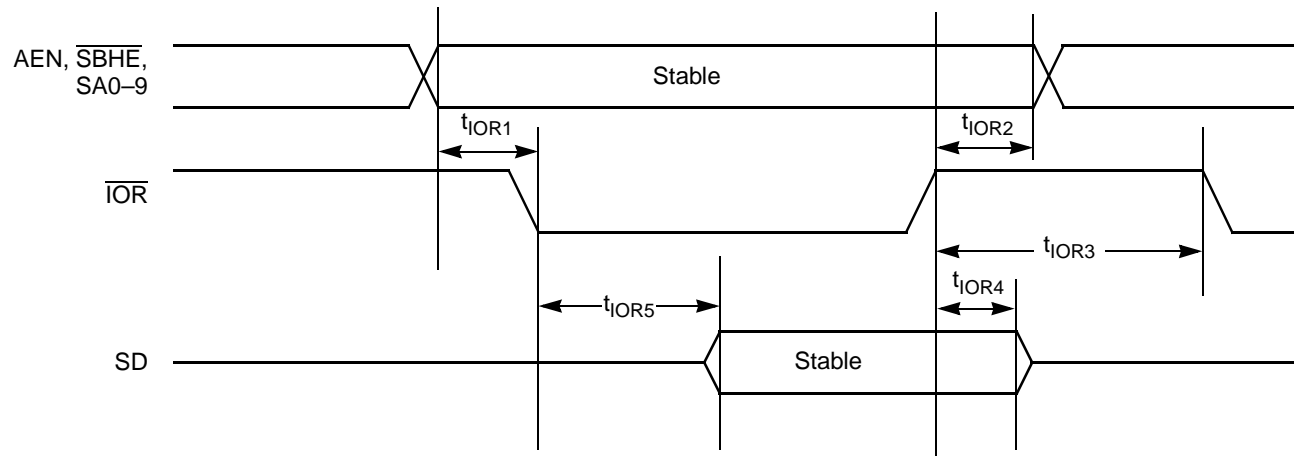 AEN, SBHE,
SA0–9
Stable
tIOR1
tIOR2
IOR
tIOR3
tIOR4
tIOR5
SD
Stable